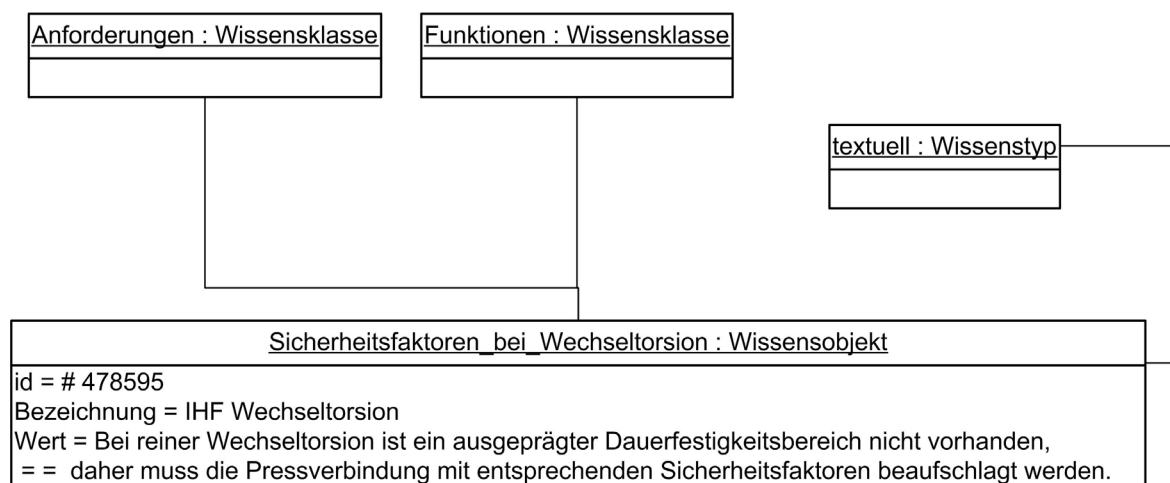 Anforderungen : Wissensklasse
Funktionen : Wissensklasse
textuell : Wissenstyp
Sicherheitsfaktoren_bei_Wechseltorsion : Wissensobjekt
id = # 478595
Bezeichnung = IHF Wechseltorsion
Wert = Bei reiner Wechseltorsion ist ein ausgeprägter Dauerfestigkeitsbereich nicht vorhanden,
= = daher muss die Pressverbindung mit entsprechenden Sicherheitsfaktoren beaufschlagt werden.